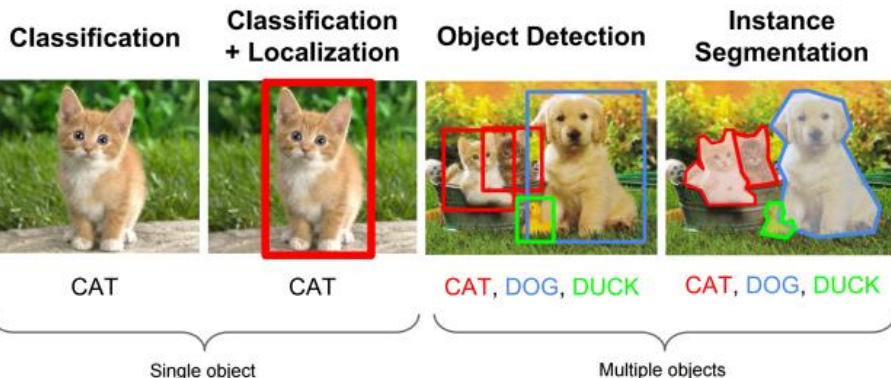 Classification
Classification
+ Localization
Object Detection
Instance
Segmentation
CAT
CAT
CAT, DOG, DUCK
CAT, DOG, DUCK
Single object
Multiple objects